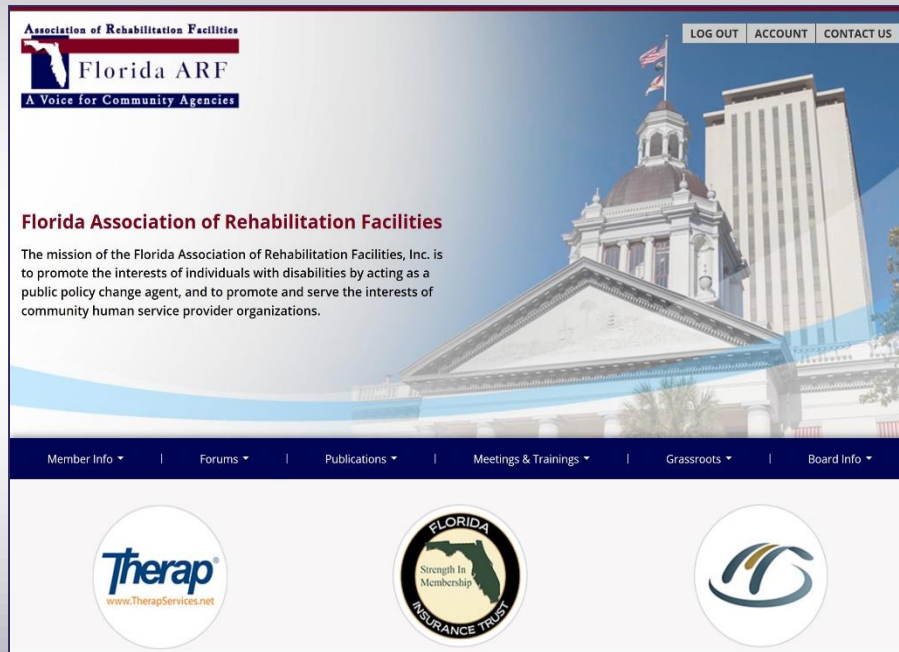 Association of Rehabilitation Facilities
Florida ARF
A Voice for Community Agencies
LOG OUT
ACCOUNT
CONTACT US
Florida Association of Rehabilitation Facilities
The mission of the Florida Association of Rehabilitation Facilities, Inc. is
to promote the interests of individuals with disabilities by acting as a
public policy change agent, and to promote and serve the interests of
community human service provider organizations.
Member Info | Forums | Publications | Meetings & Trainings | Grassroots | Board Info
Therap®
www.TherapServices.net
FLORIDA
Strength In
Membership
INSURANCE TRUST